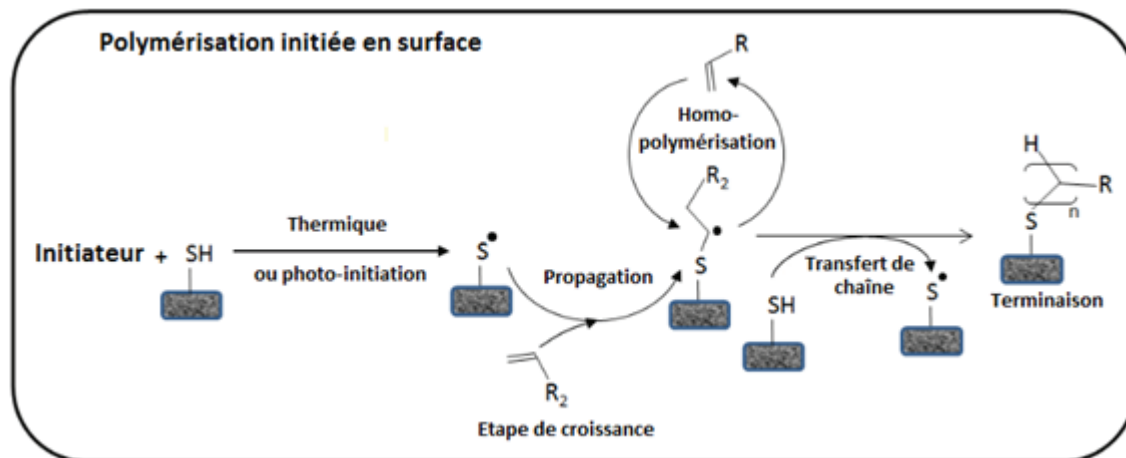 Polymérisation initiée en surface
R
Homo-
polymérisation
R2
H
R
n
S
Initiateur + SH
Thermique
ou photo-initiation
S•
Propagation
R2
Etape de croissance
•
S
SH
Transfert de
chaîne
S•
Terminaison